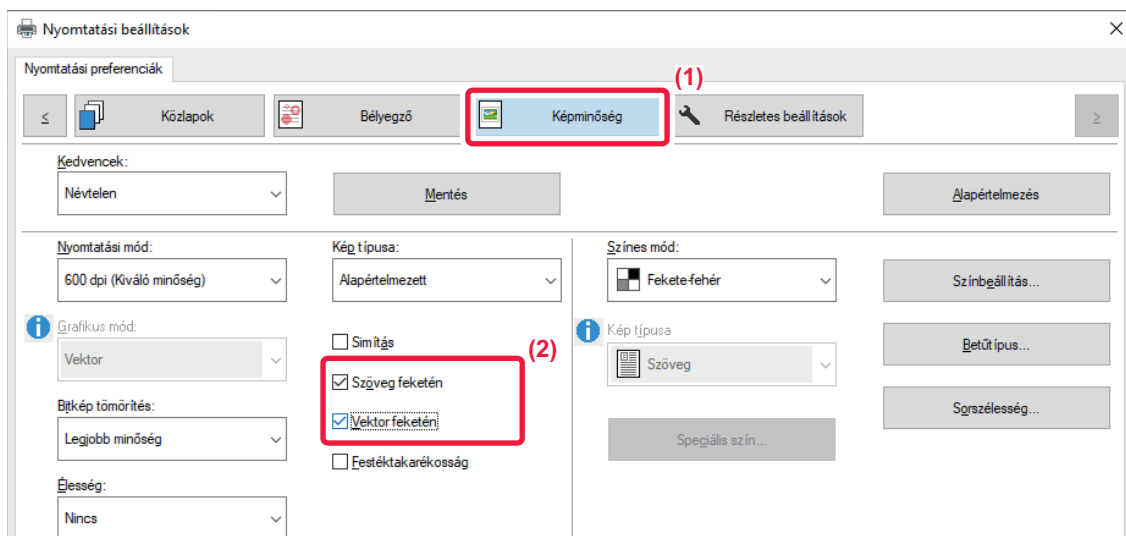 Nyomtatási beállítások
Nyomtatási preferenciák
(1)
< Közlapok Bélyegző Képminőség Részletes beállítások >
Kedvencek:
Névtelen Mentés Alapértelmezés
Nyomtatási mód: Kép típusa: Színes mód:
600 dpi (Kiváló minőség) Alapértelmezett Fekete-fehér Színbeállítás...
Grafikus mód: Simítás (2) Kép típusa
Vektor Szöveg Betűtípus...
Szöveg feketén
Bitkép tömörítés: Vektor feketén Sorszélesség...
Legjobb minőség Speciális szín...
Festéktakarékosság
Élesség:
Nincs